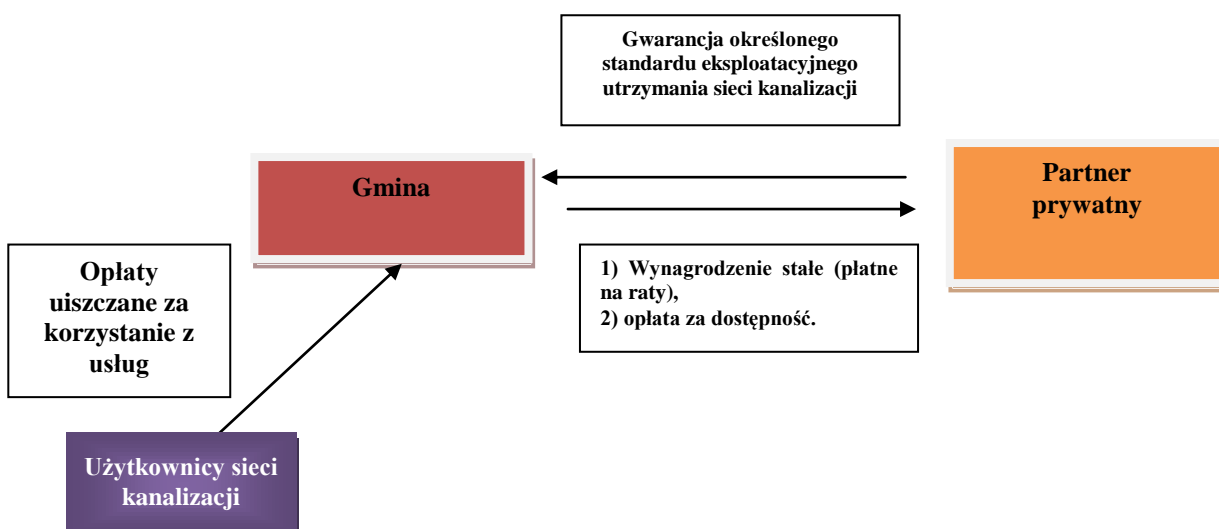 Gwarancja określonego
standardu eksploatacyjnego
utrzymania sieci kanalizacji
Gmina
Partner
prywatny
Opłaty
uiszczane za
korzystanie z
usług
1) Wynagrodzenie stałe (płatne
na raty),
2) opłata za dostępność.
Użytkownicy sieci
kanalizacji